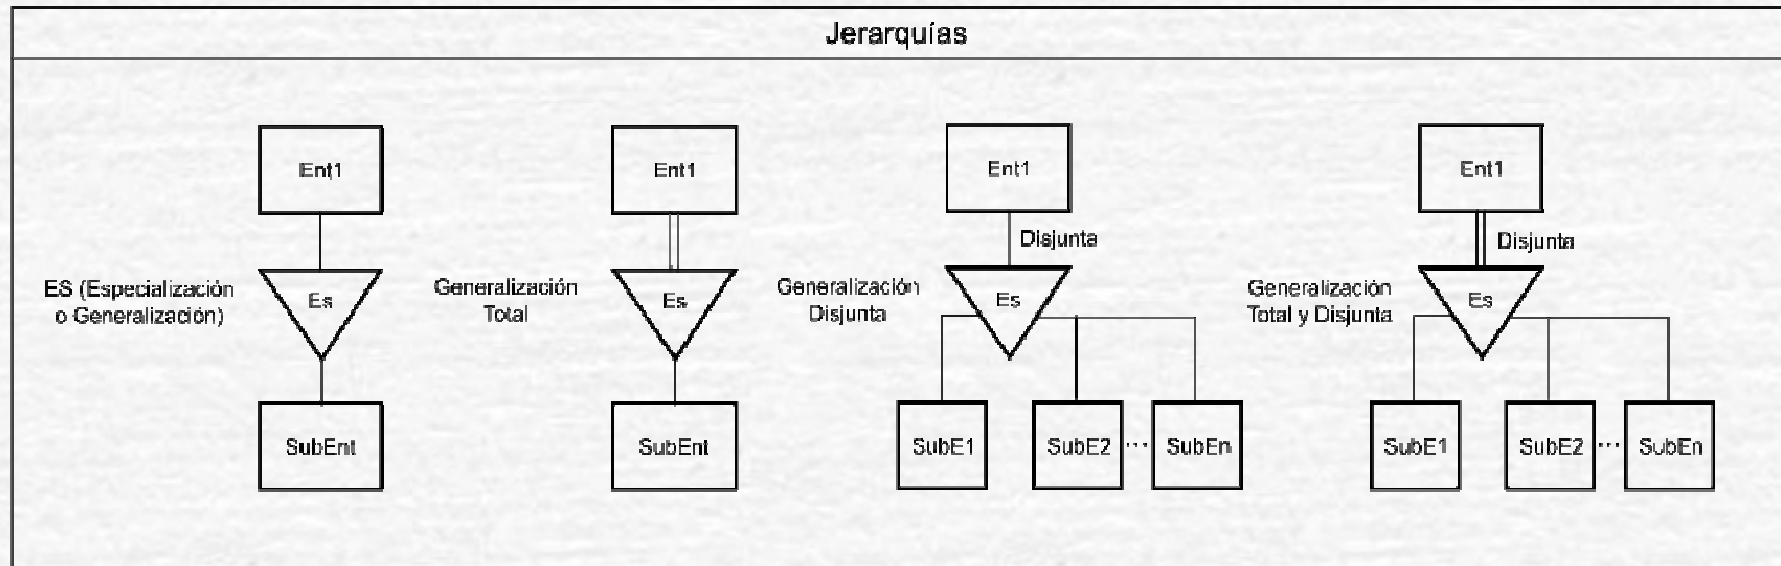 Jerarquías
Ent1
Ent1
Ent1
Ent1
Disjunta
Disjunta
ES (Especialización
o Generalización)
Es
Generalización
Total
Es
Generalización
Disjunta
Es
Generalización
Total y Disjunta
Es
SubEnt
SubEnt
SubE1
SubE2
...
SubEn
SubE1
SubE2
...
SubEn